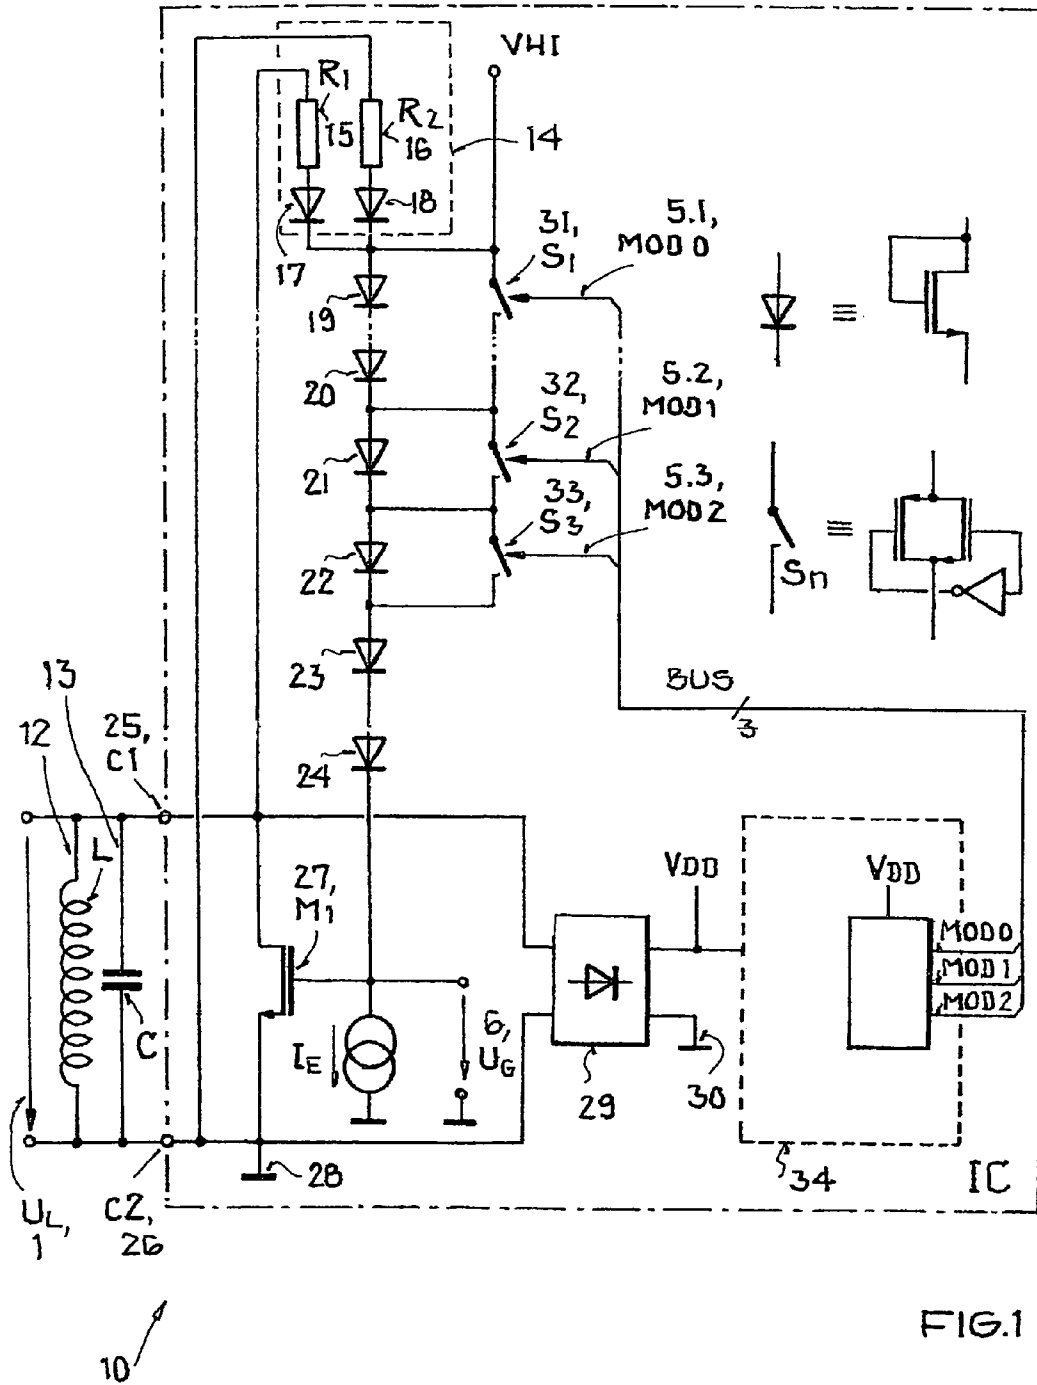 VHI
R1
R2
15
16
14
18
17
31,
S1
5.1,
MOD0
19
20
32,
S2
5.2,
MOD1
21
33,
S3
5.3,
MOD2
22
Sn
23
BUS
3
24
13
12
25,
C1
L
27,
M1
VDD
VDD
MOD0
MOD1
MOD2
C
IE
6,
UG
29
30
28
34
IC
UL,
1
C2,
26
10
FIG.1